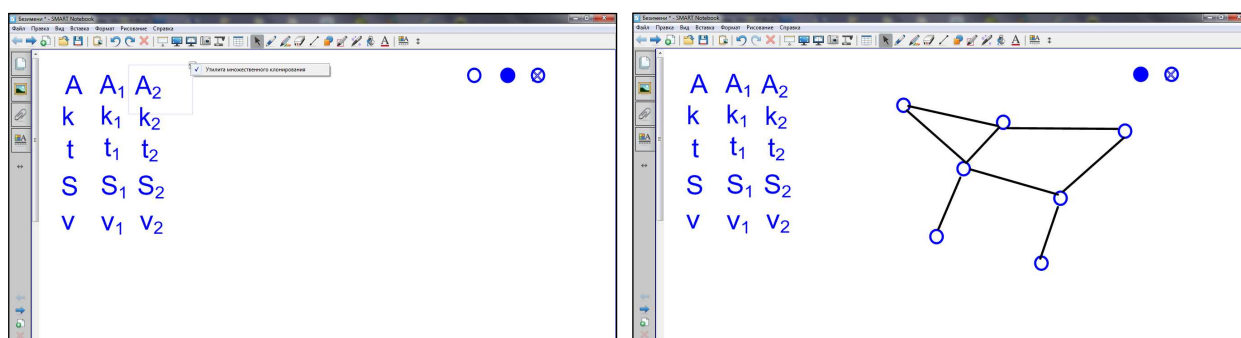 Безимени * - SMART Notebook
Файл Правка Вид Вставка Формат Рисование Справка
Утилита множественного клонирования
A A₁ A₂
k k₁ k₂
t t₁ t₂
S S₁ S₂
v v₁ v₂
Безимени * - SMART Notebook
Файл Правка Вид Вставка Формат Рисование Справка
A A₁ A₂
k k₁ k₂
t t₁ t₂
S S₁ S₂
v v₁ v₂